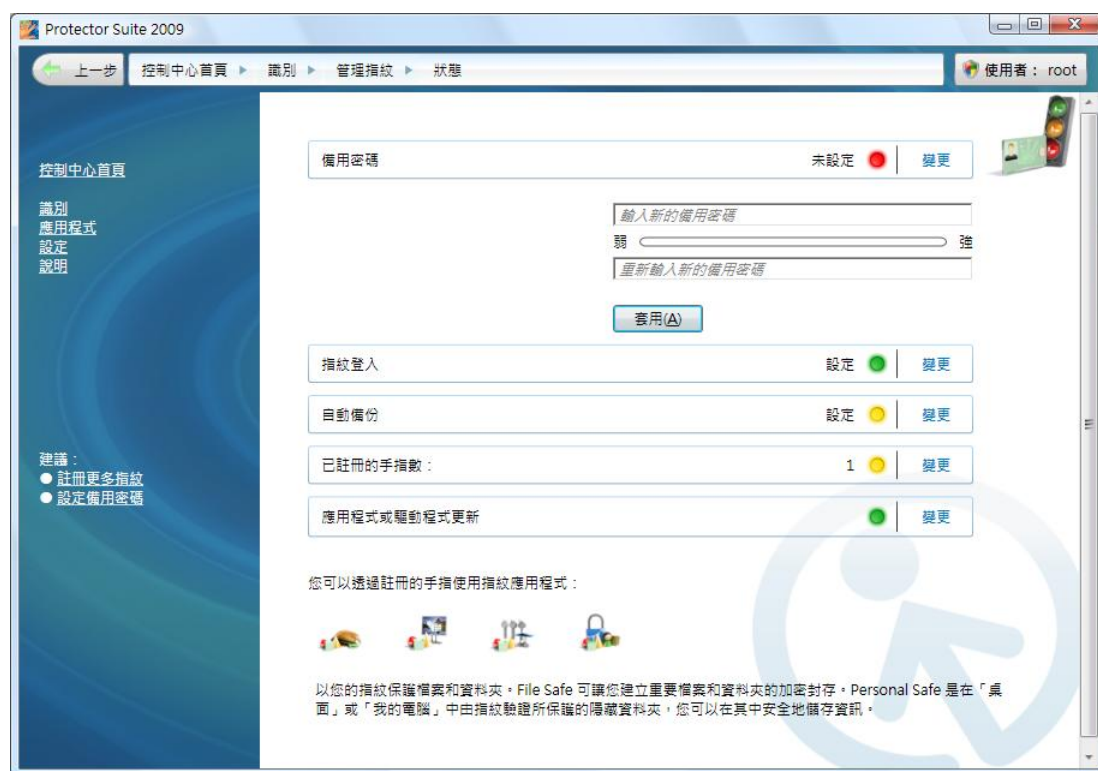 Protector Suite 2009
上一步 控制中心首頁 識別 管理指紋 狀態 使用者： root
控制中心首頁
識別
應用程式
設定
說明
建議：
註冊更多指紋
設定備用密碼
備用密碼 未設定 變更
輸入新的備用密碼
弱 強
重新輸入新的備用密碼
套用(A)
指紋登入 設定 變更
自動備份 設定 變更
已註冊的手指數： 1 變更
應用程式或驅動程式更新 變更
您可以透過註冊的手指使用指紋應用程式：
以您的指紋保護檔案和資料夾。File Safe 可讓您建立重要檔案和資料夾的加密封存。Personal Safe 是在「桌
面」或「我的電腦」中由指紋驗證所保護的隱藏資料夾，您可以在其中安全地儲存資訊。